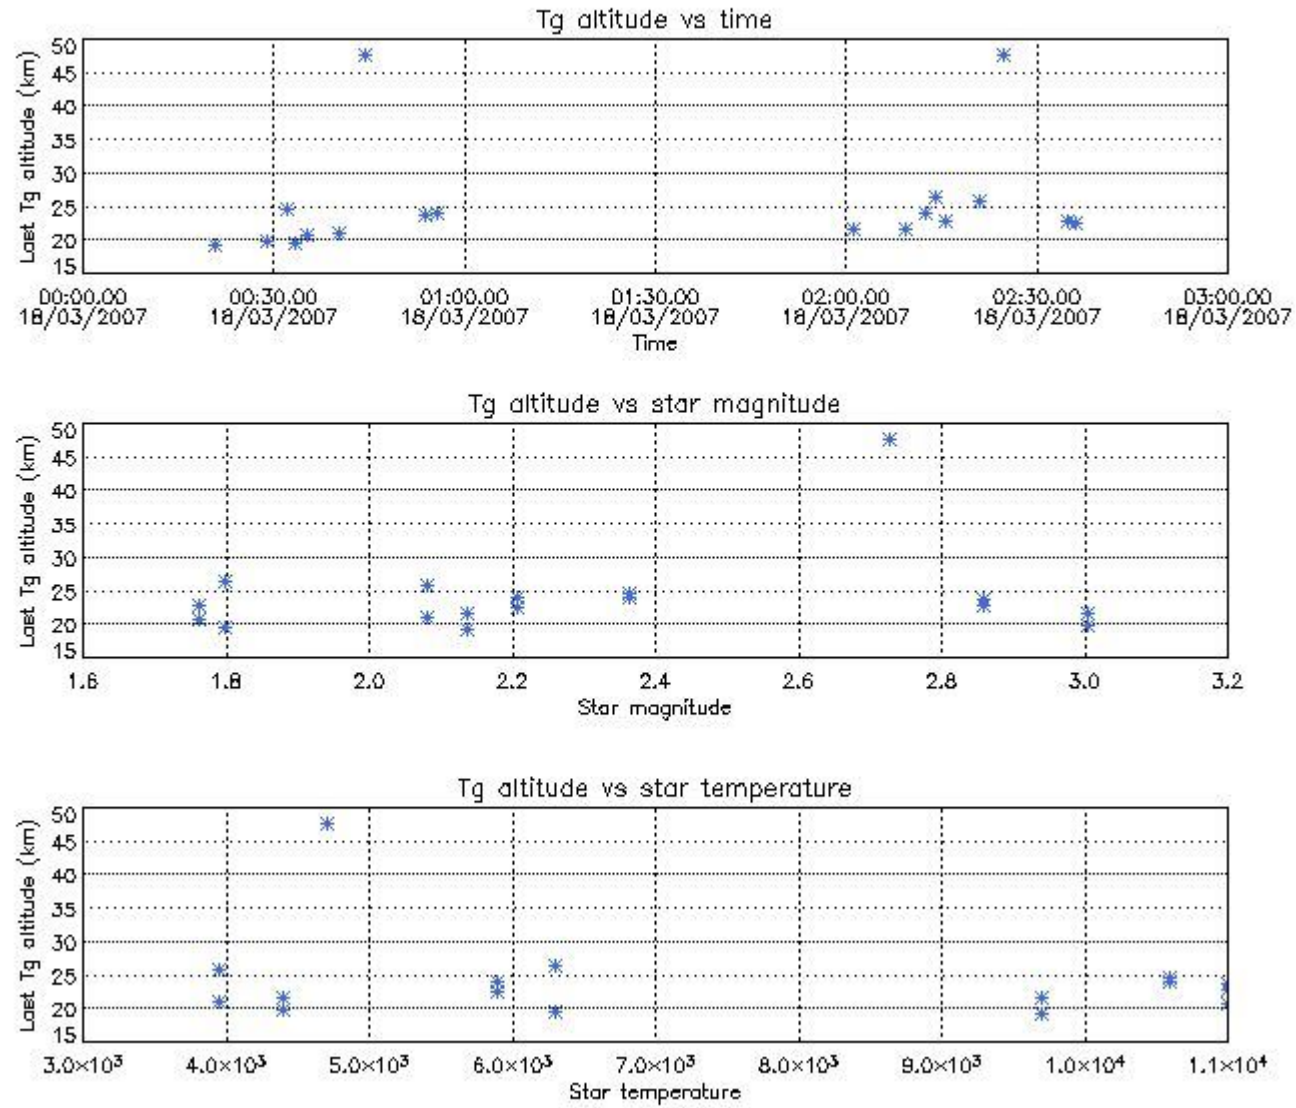 Tg altitude vs time
Last Tg altitude (km)
50
45
40
35
30
25
20
15
00:00.00 00:30.00 01:00.00 01:30.00 02:00.00 02:30.00 03:00.00
18/03/2007 18/03/2007 18/03/2007 18/03/2007 18/03/2007 18/03/2007 18/03/2007
Time
Tg altitude vs star magnitude
Last Tg altitude (km)
50
45
40
35
30
25
20
15
1.6 1.8 2.0 2.2 2.4 2.6 2.8 3.0 3.2
Star magnitude
Tg altitude vs star temperature
Last Tg altitude (km)
50
45
40
35
30
25
20
15
3.0×10³ 4.0×10³ 5.0×10³ 6.0×10³ 7.0×10³ 8.0×10³ 9.0×10³ 1.0×10⁴ 1.1×10⁴
Star temperature